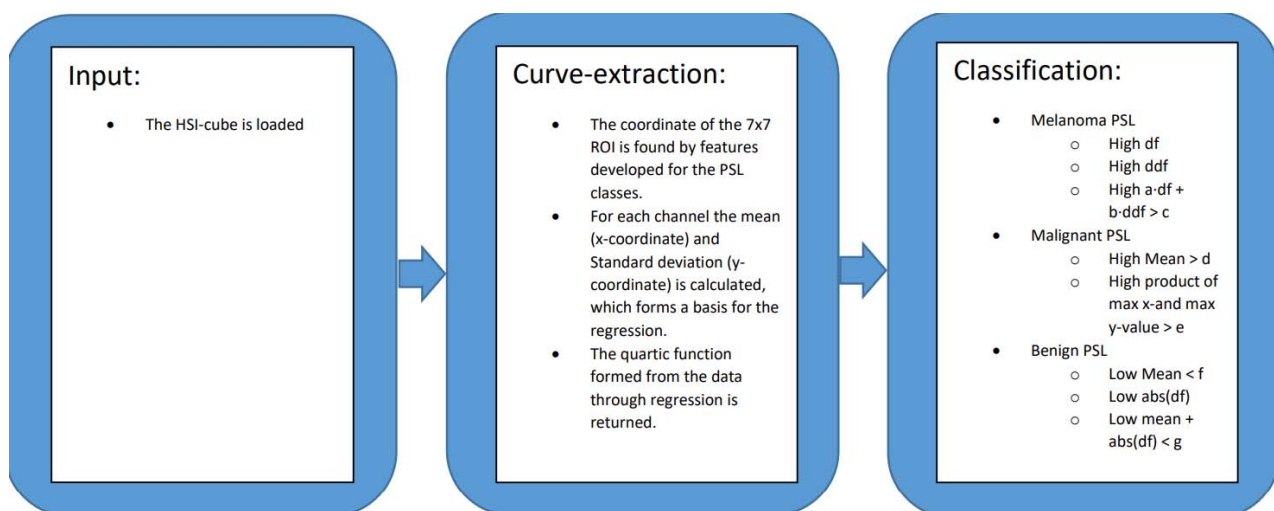 Input:
• The HSI-cube is loaded
Curve-extraction:
• The coordinate of the 7x7
ROI is found by features
developed for the PSL
classes.
• For each channel the mean
(x-coordinate) and
Standard deviation (y-
coordinate) is calculated,
which forms a basis for the
regression.
• The quartic function
formed from the data
through regression is
returned.
Classification:
• Melanoma PSL
o High df
o High ddf
o High a·df +
b·ddf > c
• Malignant PSL
o High Mean > d
o High product of
max x-and max
y-value > e
• Benign PSL
o Low Mean < f
o Low abs(df)
o Low mean +
abs(df) < g